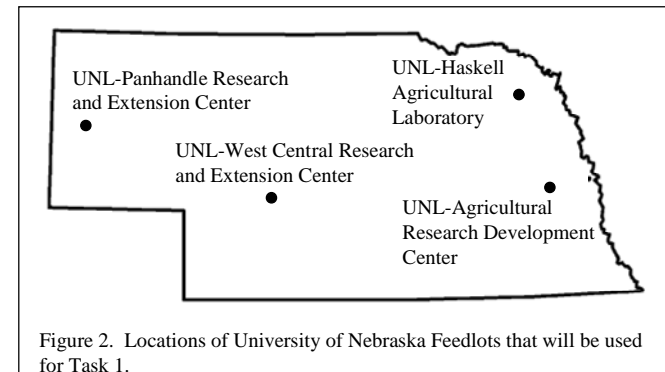 UNL-Panhandle Research
and Extension Center
UNL-Haskell
Agricultural
Laboratory
UNL-West Central Research
and Extension Center
UNL-Agricultural
Research Development
Center
Figure 2.  Locations of University of Nebraska Feedlots that will be used
for Task 1.